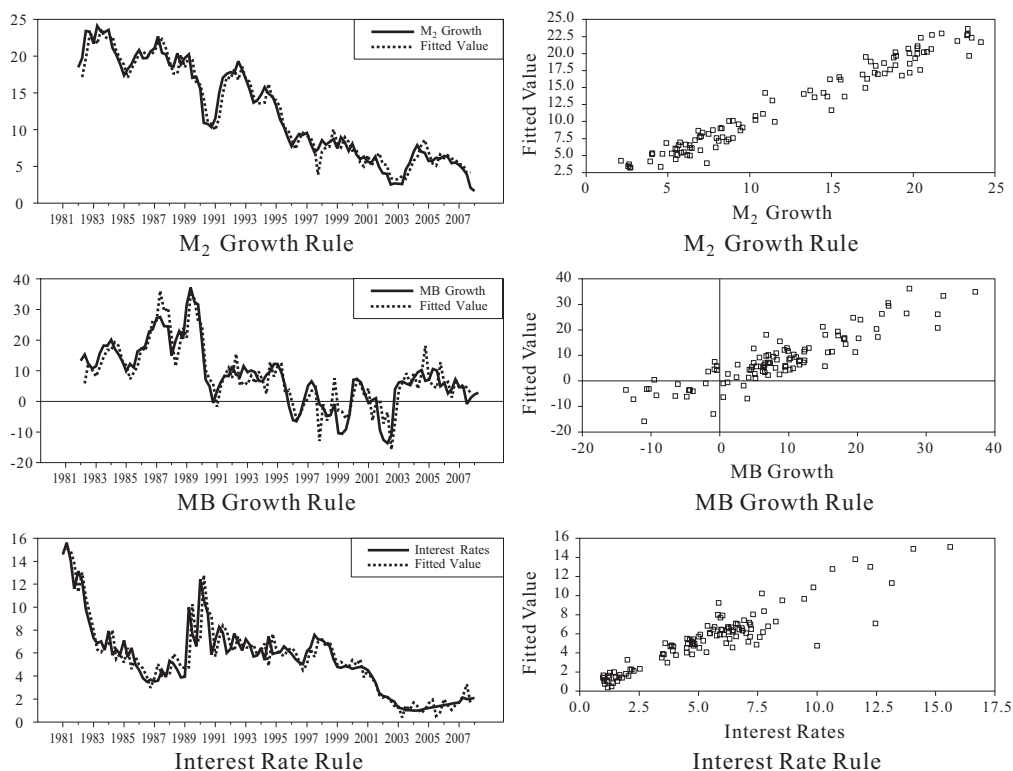 25
20
15
10
5
0
M2 Growth
Fitted Value
1981 1983 1985 1987 1989 1991 1993 1995 1997 1999 2001 2003 2005 2007
M2 Growth Rule
Fitted Value
25.0
22.5
20.0
17.5
15.0
12.5
10.0
7.5
5.0
2.5
0 5 10 15 20 25
M2 Growth
M2 Growth Rule
40
30
20
10
0
-10
-20
MB Growth
Fitted Value
1981 1983 1985 1987 1989 1991 1993 1995 1997 1999 2001 2003 2005 2007
MB Growth Rule
Fitted Value
40
30
20
10
0
-10
-20
-20 -10 0 10 20 30 40
MB Growth
MB Growth Rule
16
14
12
10
8
6
4
2
0
Interest Rates
Fitted Value
1981 1983 1985 1987 1989 1991 1993 1995 1997 1999 2001 2003 2005 2007
Interest Rate Rule
Fitted Value
16
14
12
10
8
6
4
2
0
0.0 2.5 5.0 7.5 10.0 12.5 15.0 17.5
Interest Rates
Interest Rate Rule